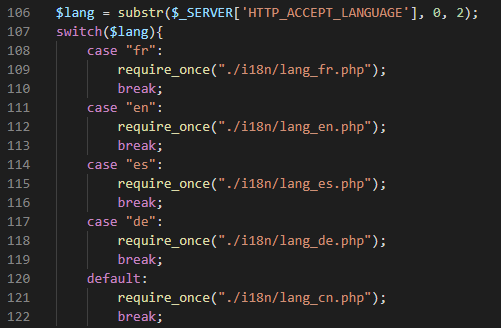 106 $lang = substr($_SERVER['HTTP_ACCEPT_LANGUAGE'], 0, 2);
107 switch($lang){
108 case "fr":
109 require_once("./i18n/lang_fr.php");
110 break;
111 case "en":
112 require_once("./i18n/lang_en.php");
113 break;
114 case "es":
115 require_once("./i18n/lang_es.php");
116 break;
117 case "de":
118 require_once("./i18n/lang_de.php");
119 break;
120 default:
121 require_once("./i18n/lang_cn.php");
122 break;